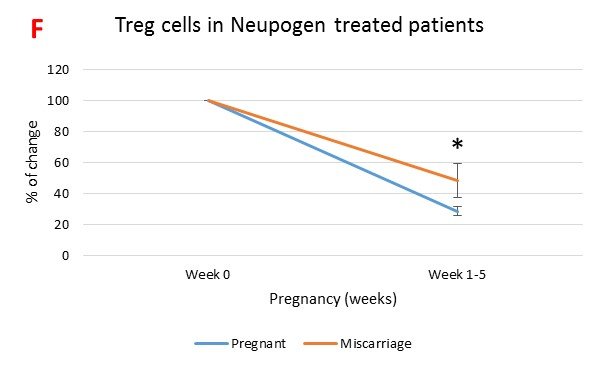 F
Treg cells in Neupogen treated patients
120
100
80
60
40
20
0
% of change
*
Week 0
Week 1-5
Pregnancy (weeks)
Pregnant
Miscarriage